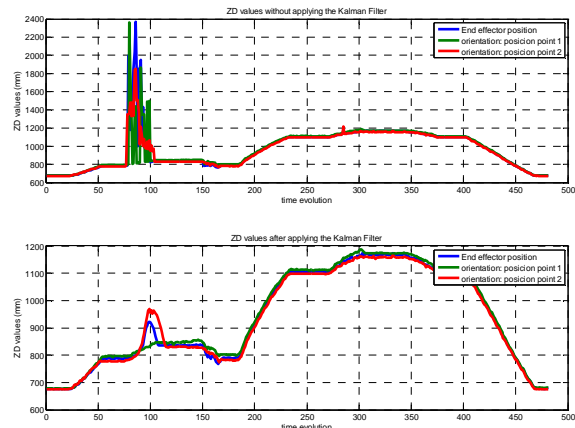 ZD values without applying the Kalman Filter
2400
2200
2000
1800
1600
1400
1200
1000
800
600
ZD values (mm)
End effector position
orientation: posicion point 1
orientation: posicion point 2
0 50 100 150 200 250 300 350 400 450 500
time evolution
ZD values after applying the Kalman Filter
1200
1100
1000
900
800
700
600
ZD values (mm)
End effector position
orientation: posicion point 1
orientation: posicion point 2
0 50 100 150 200 250 300 350 400 450 500
time evolution